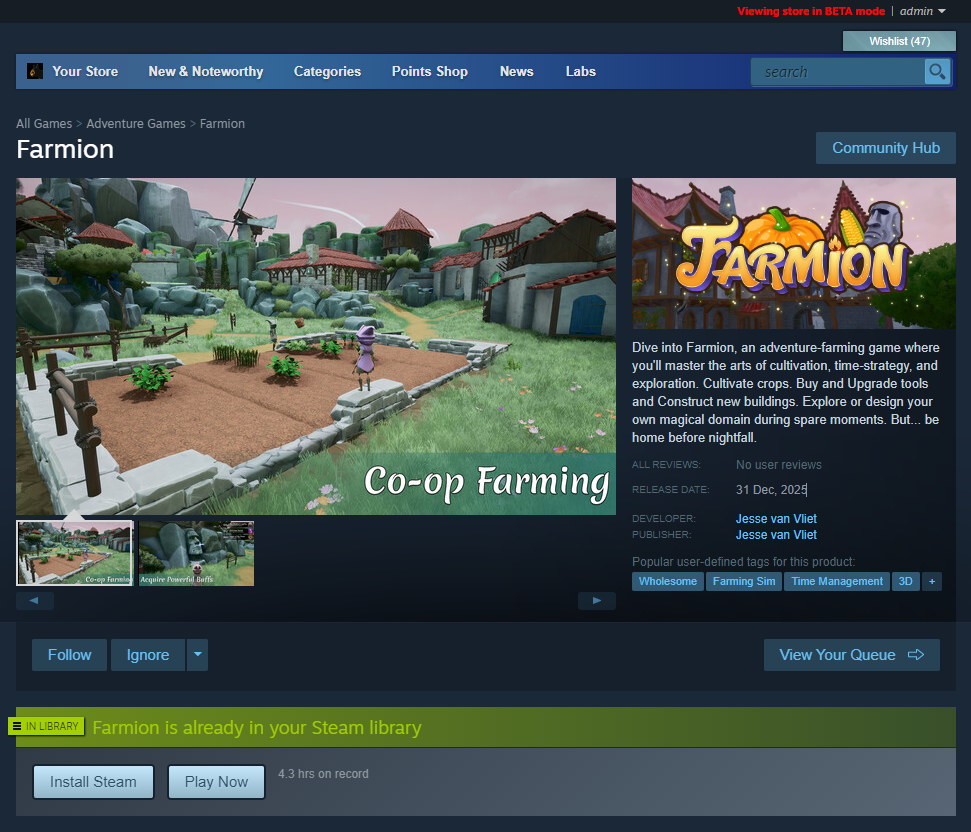 Viewing store in BETA mode | admin
Wishlist (47)
Your Store New & Noteworthy Categories Points Shop News Labs search
All Games > Adventure Games > Farmion
Farmion
Community Hub
FARMION
Co-op Farming
Co-op Farming
Acquire Powerful Buffs
Dive into Farmion, an adventure-farming game where
you'll master the arts of cultivation, time-strategy, and
exploration. Cultivate crops. Buy and Upgrade tools
and Construct new buildings. Explore or design your
own magical domain during spare moments. But... be
home before nightfall.
ALL REVIEWS: No user reviews
RELEASE DATE: 31 Dec, 2025
DEVELOPER: Jesse van Vliet
PUBLISHER: Jesse van Vliet
Popular user-defined tags for this product:
Wholesome Farming Sim Time Management 3D +
Follow Ignore View Your Queue
IN LIBRARY Farmion is already in your Steam library
Install Steam Play Now 4.3 hrs on record